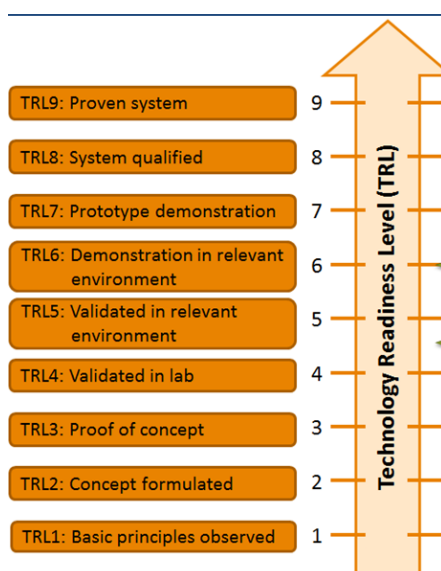 TRL9: Proven system
9
TRL8: System qualified
8
TRL7: Prototype demonstration
7
TRL6: Demonstration in relevant
environment
6
TRL5: Validated in relevant
environment
5
TRL4: Validated in lab
4
TRL3: Proof of concept
3
TRL2: Concept formulated
2
TRL1: Basic principles observed
1
Technology Readiness Level (TRL)